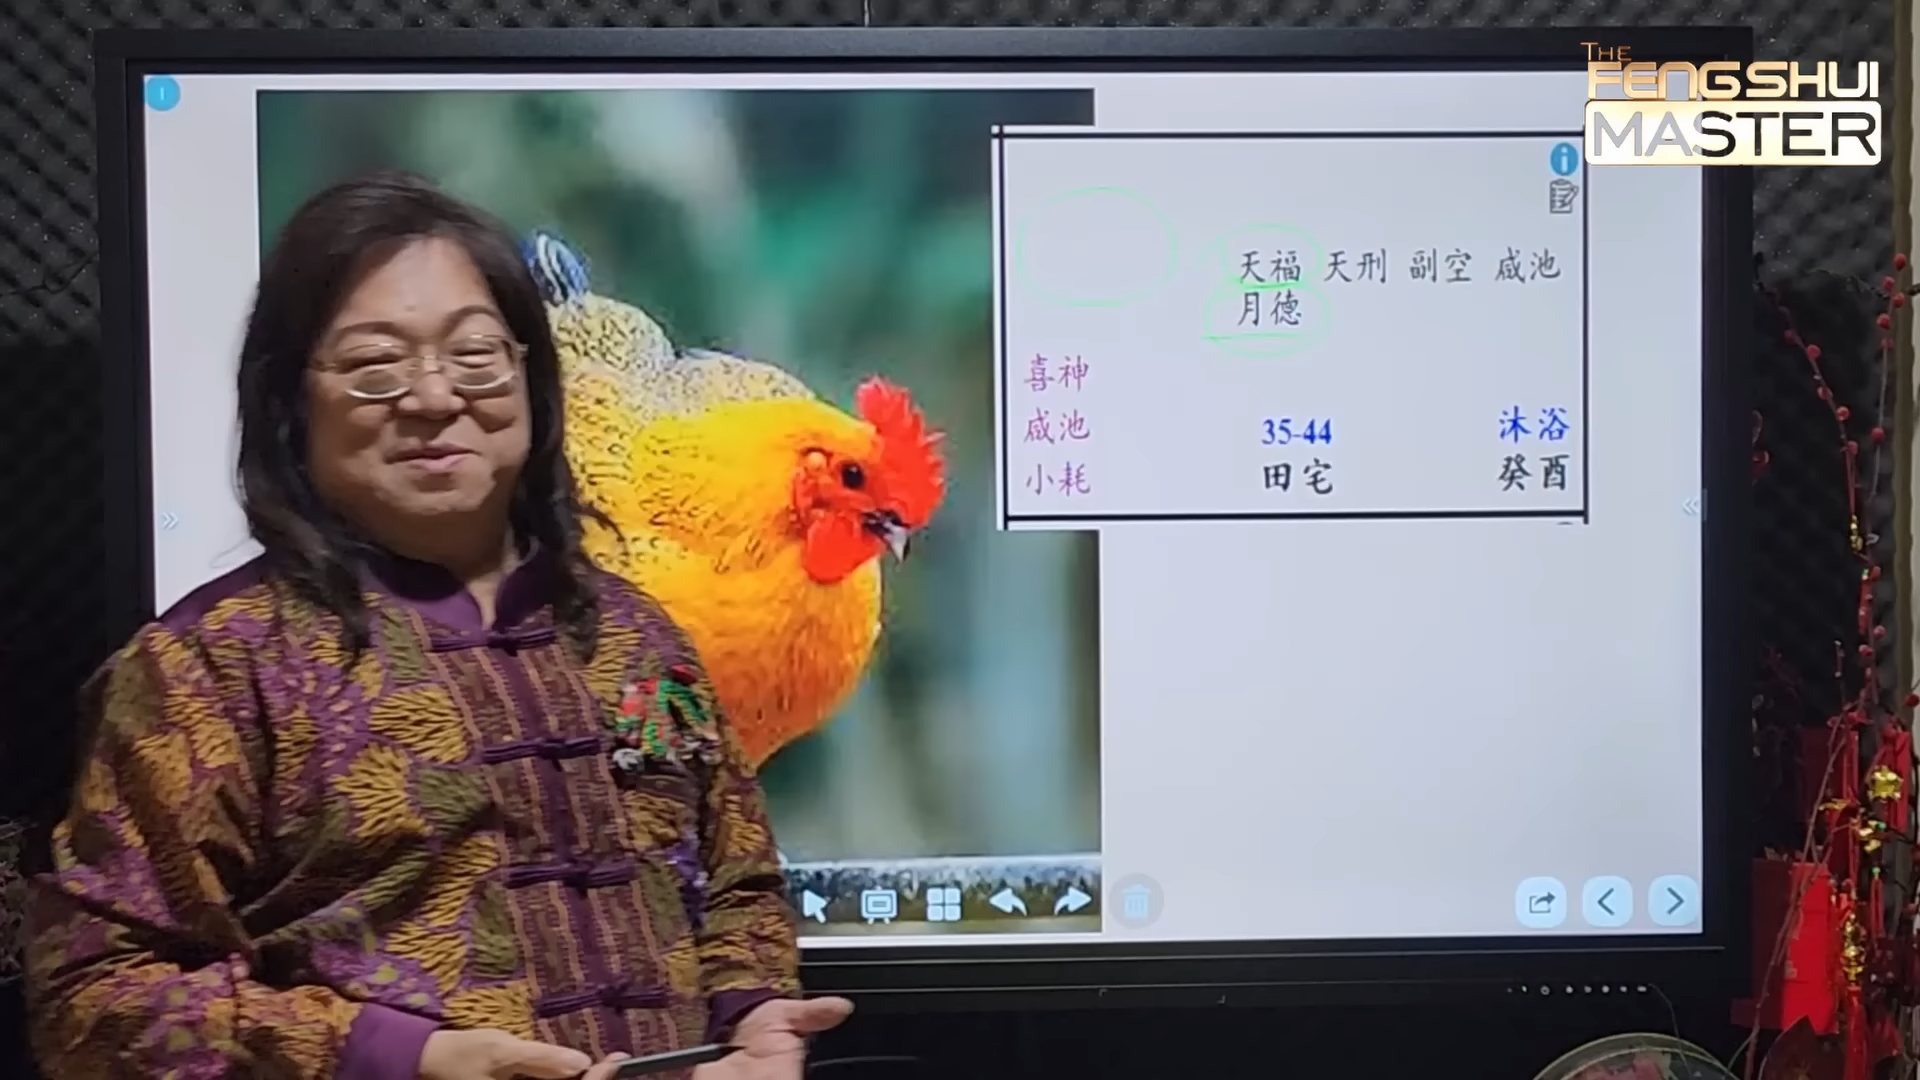 THE
FENG SHUI
MASTER
天福 天刑 副空 咸池
月德
喜神
咸池 35-44 沐浴
小耗 田宅 癸酉